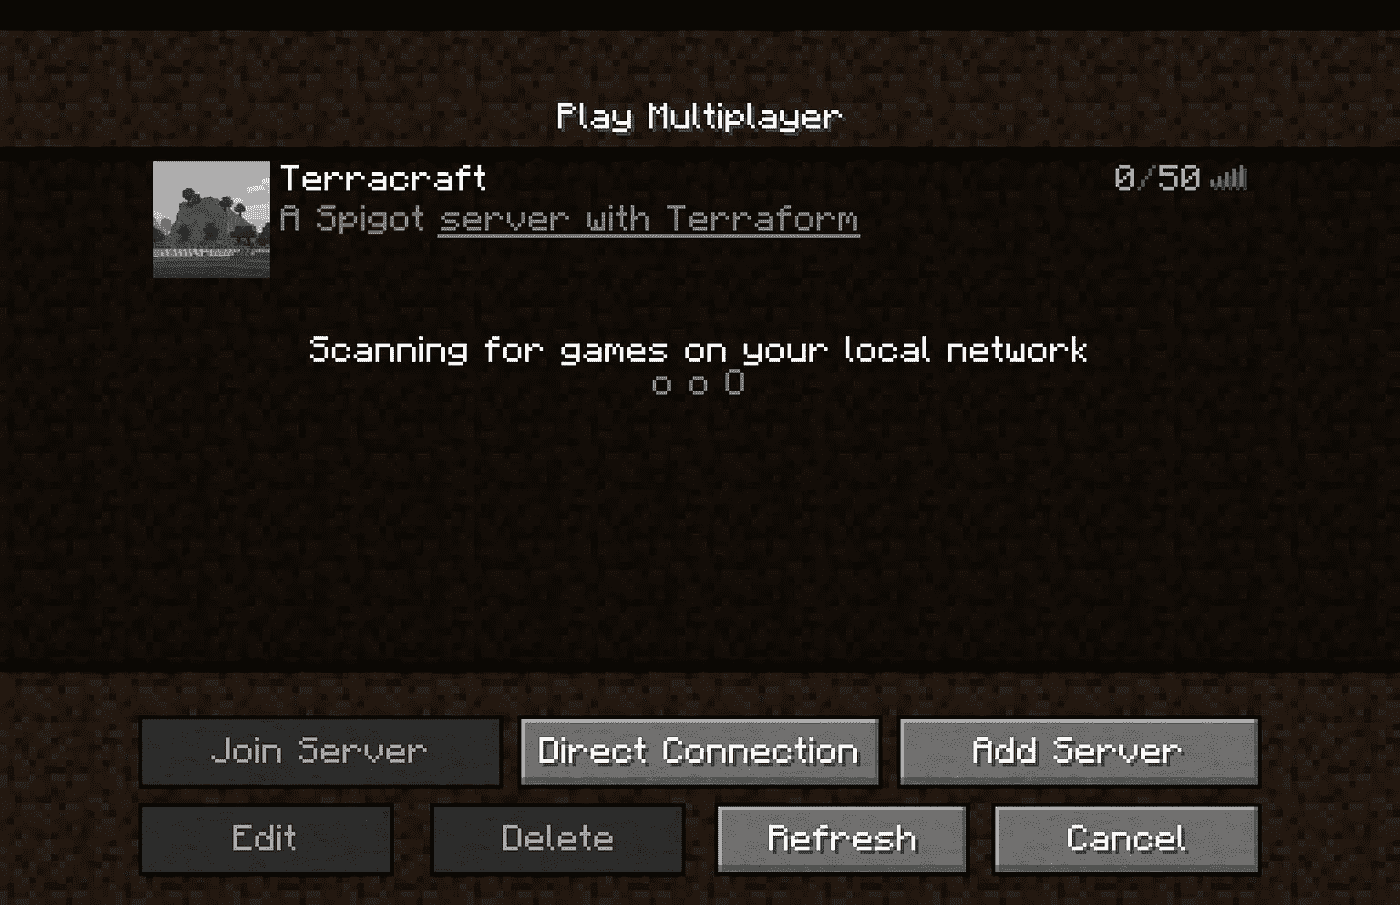 Play Multiplayer
Terracraft
0/50
A Spigot server with Terraform
Scanning for games on your local network
o o O
Join Server
Direct Connection
Add Server
Edit
Delete
Refresh
Cancel